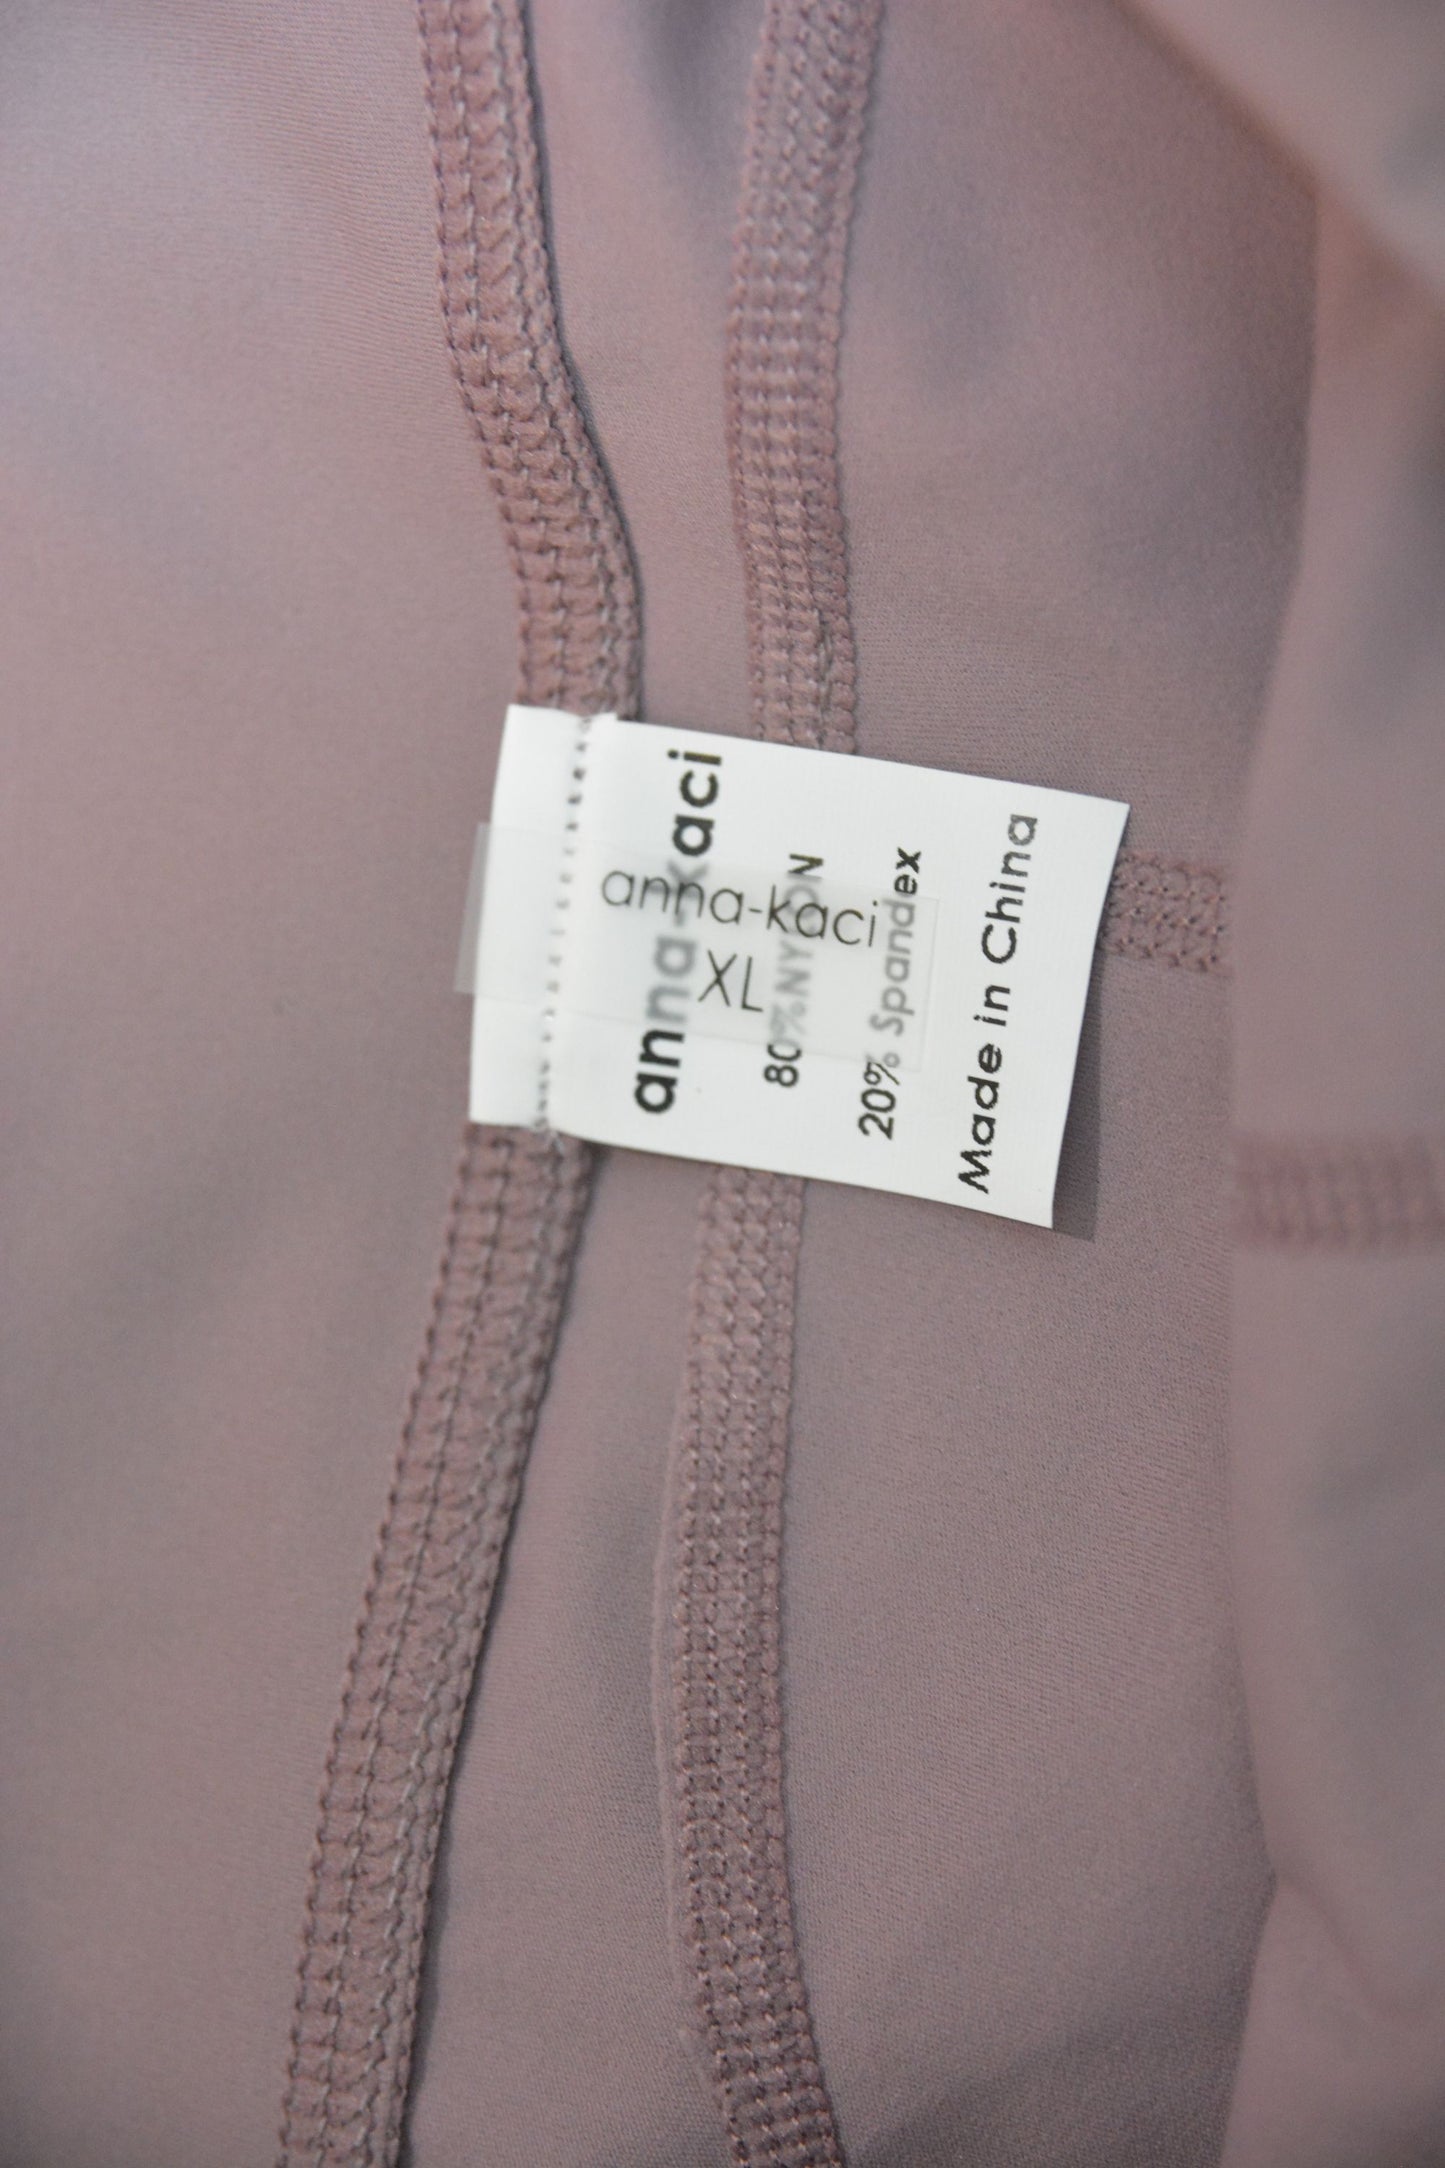 anna-kaci
80%NYLON
20% Spandex
Made in China
anna-kaci
XL